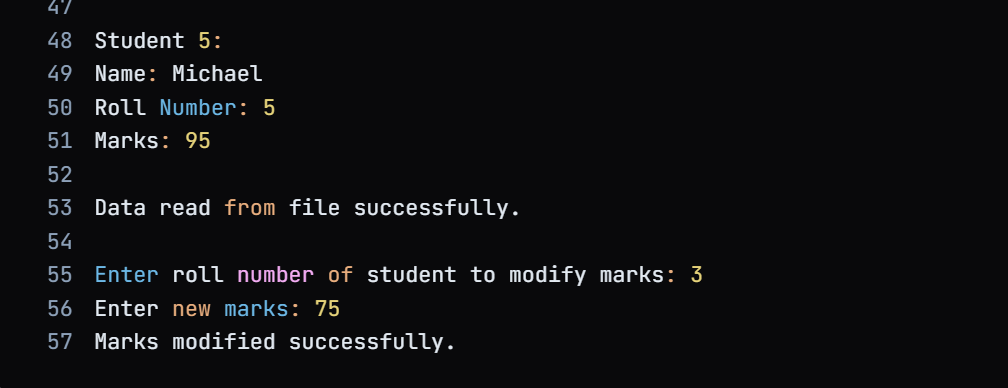 47
48 Student 5:
49 Name: Michael
50 Roll Number: 5
51 Marks: 95
52
53 Data read from file successfully.
54
55 Enter roll number of student to modify marks: 3
56 Enter new marks: 75
57 Marks modified successfully.